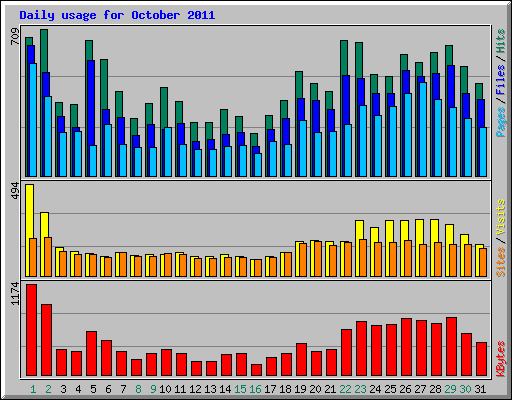 Daily usage for October 2011
709
Pages / Files / Hits
494
Sites / Visits
1174
KBytes
1 2 3 4 5 6 7 8 9 10 11 12 13 14 15 16 17 18 19 20 21 22 23 24 25 26 27 28 29 30 31